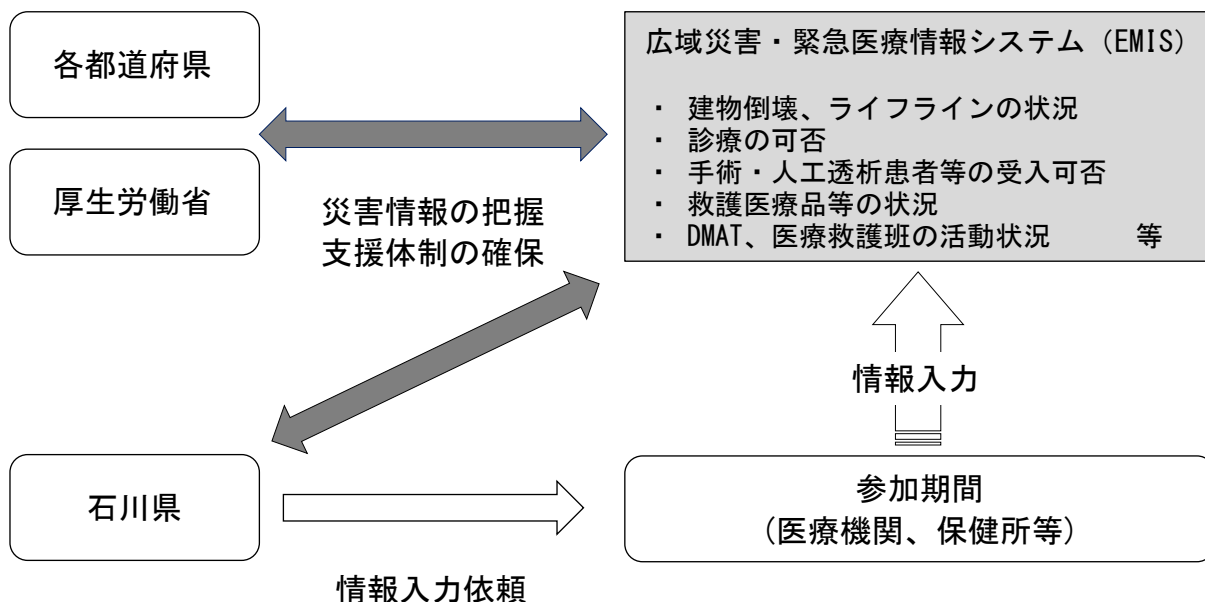 各都道府県
厚生労働省
災害情報の把握
支援体制の確保
広域災害・緊急医療情報システム（EMIS）
・ 建物倒壊、ライフラインの状況
・ 診療の可否
・ 手術・人工透析患者等の受入可否
・ 救護医療品等の状況
・ DMAT、医療救護班の活動状況　　　等
情報入力
石川県
情報入力依頼
参加期間
（医療機関、保健所等）